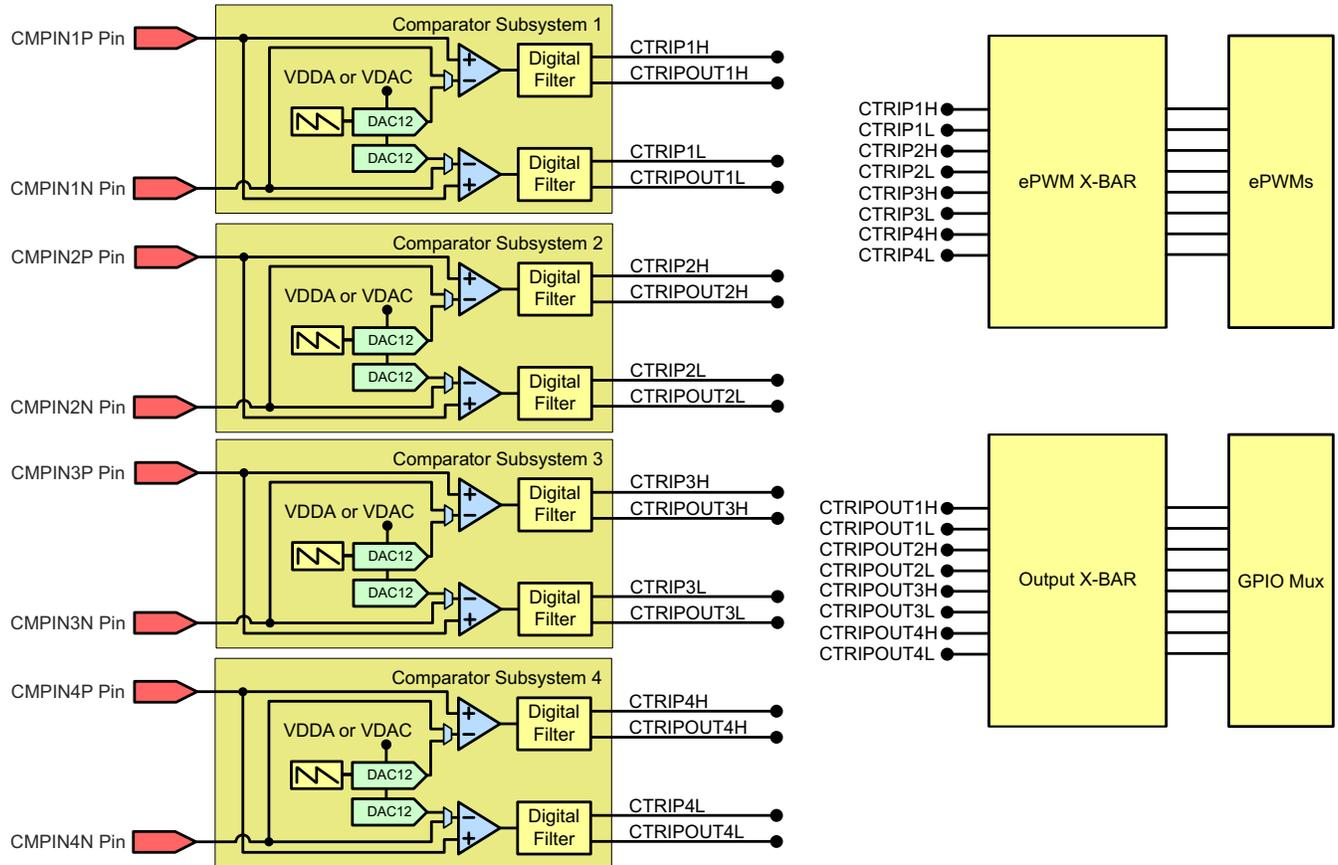 Comparator Subsystem 1
CMPIN1P Pin
VDDA or VDAC
DAC12
DAC12
+
−
Digital
Filter
CTRIP1H
CTRIPOUT1H
CMPIN1N Pin
−
+
Digital
Filter
CTRIP1L
CTRIPOUT1L
Comparator Subsystem 2
CMPIN2P Pin
VDDA or VDAC
DAC12
DAC12
+
−
Digital
Filter
CTRIP2H
CTRIPOUT2H
CMPIN2N Pin
−
+
Digital
Filter
CTRIP2L
CTRIPOUT2L
Comparator Subsystem 3
CMPIN3P Pin
VDDA or VDAC
DAC12
DAC12
+
−
Digital
Filter
CTRIP3H
CTRIPOUT3H
CMPIN3N Pin
−
+
Digital
Filter
CTRIP3L
CTRIPOUT3L
Comparator Subsystem 4
CMPIN4P Pin
VDDA or VDAC
DAC12
DAC12
+
−
Digital
Filter
CTRIP4H
CTRIPOUT4H
CMPIN4N Pin
−
+
Digital
Filter
CTRIP4L
CTRIPOUT4L
CTRIP1H
CTRIP1L
CTRIP2H
CTRIP2L
CTRIP3H
CTRIP3L
CTRIP4H
CTRIP4L
ePWM X-BAR
ePWMs
CTRIPOUT1H
CTRIPOUT1L
CTRIPOUT2H
CTRIPOUT2L
CTRIPOUT3H
CTRIPOUT3L
CTRIPOUT4H
CTRIPOUT4L
Output X-BAR
GPIO Mux